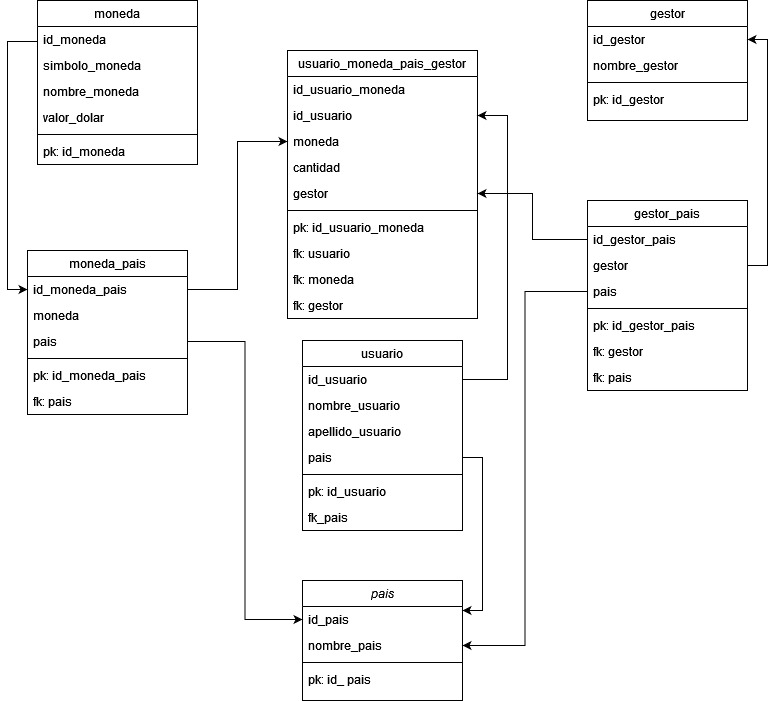 moneda
id_moneda
simbolo_moneda
nombre_moneda
valor_dolar
pk: id_moneda
gestor
id_gestor
nombre_gestor
pk: id_gestor
usuario_moneda_pais_gestor
id_usuario_moneda
id_usuario
moneda
cantidad
gestor
pk: id_usuario_moneda
fk: usuario
fk: moneda
fk: gestor
gestor_pais
id_gestor_pais
gestor
pais
pk: id_gestor_pais
fk: gestor
fk: pais
moneda_pais
id_moneda_pais
moneda
pais
pk: id_moneda_pais
fk: pais
usuario
id_usuario
nombre_usuario
apellido_usuario
pais
pk: id_usuario
fk_pais
pais
id_pais
nombre_pais
pk: id_ pais